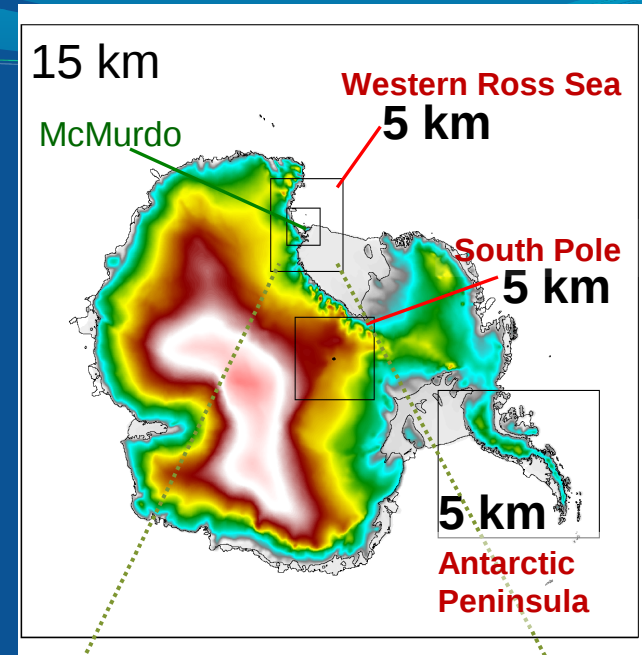 15 km
Western Ross Sea
5 km
McMurdo
South Pole
5 km
5 km
Antarctic
Peninsula